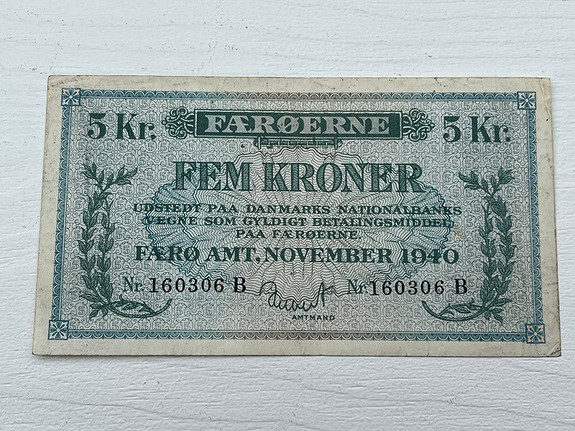 5 Kr. FÆRØERNE 5 Kr.
FEM KRONER
UDSTEDT PAA DANMARKS NATIONALBANKS
VEGNE SOM GYLDIGT BETALINGSMIDDEL
PAA FÆRØERNE
FÆRØ AMT, NOVEMBER 1940
Nr. 160306 B Nr. 160306 B
AMTMAND